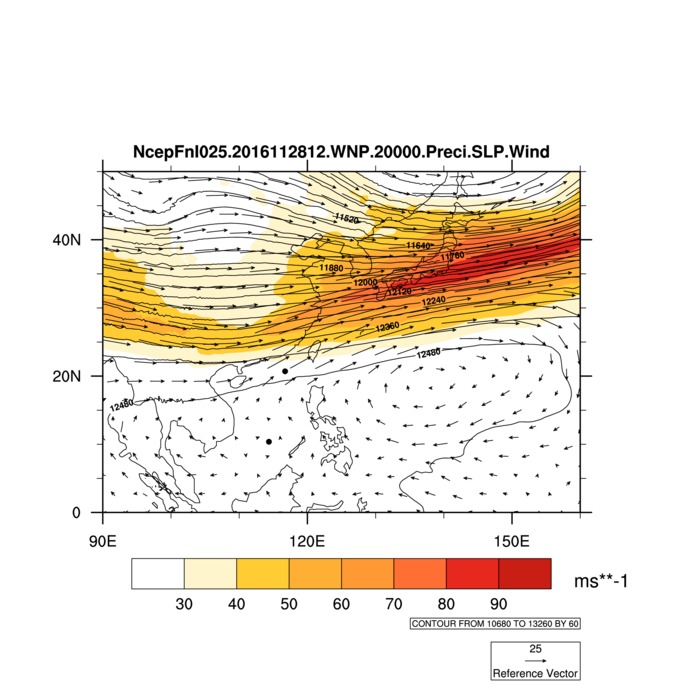 NcepFnl025.2016112812.WNP.20000.Preci.SLP.Wind
11520
40N
11640
11760
11880
12000
12120
12240
12360
12480
20N
12480
0
90E 120E 150E
ms**-1
30 40 50 60 70 80 90
CONTOUR FROM 10680 TO 13260 BY 60
25
Reference Vector